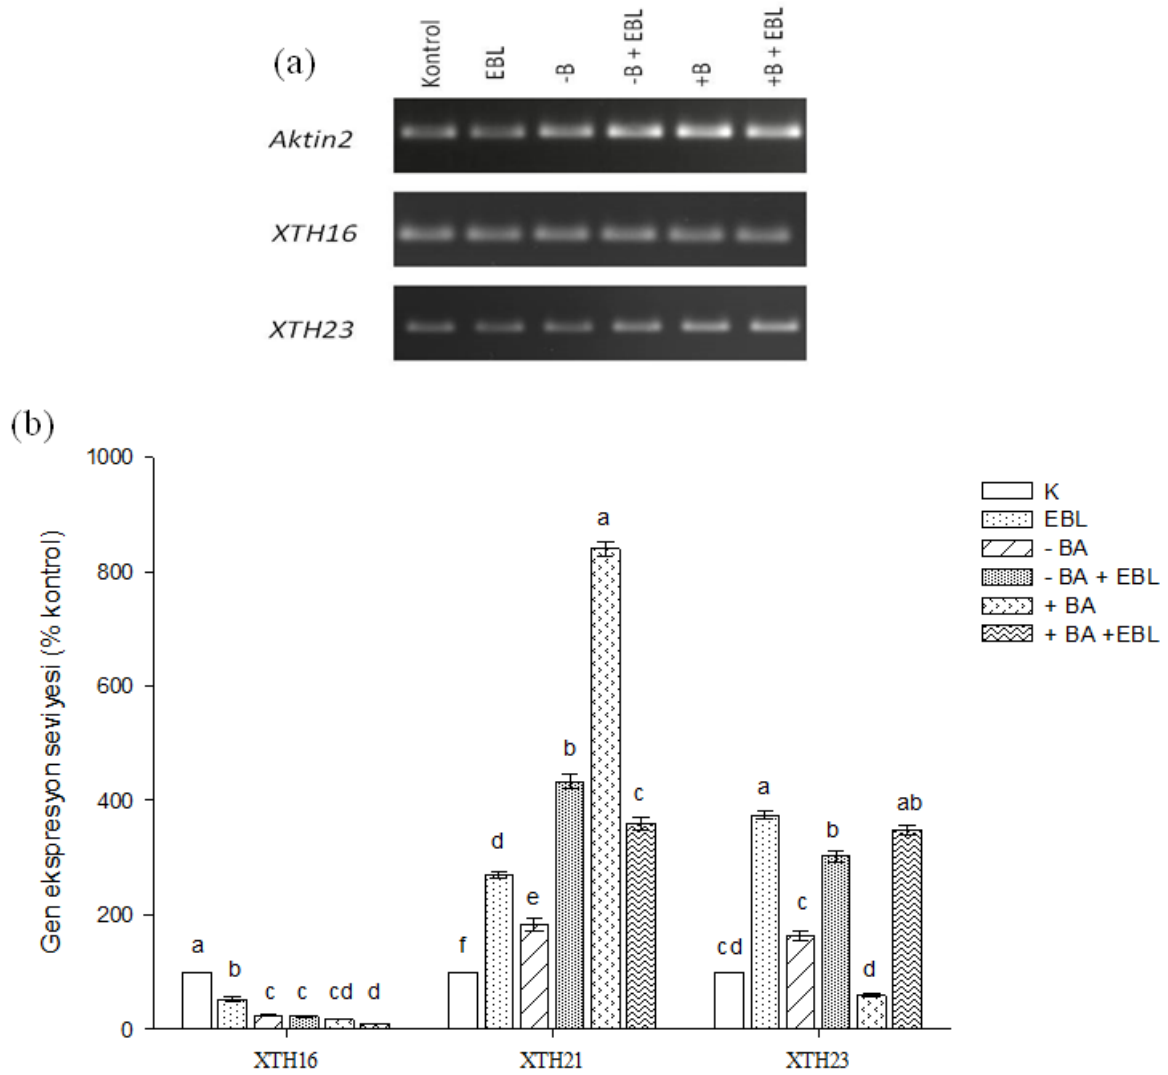 (a)
Kontrol
EBL
-B
-B + EBL
+B
+B + EBL
Aktin2
XTH16
XTH23
(b)
Gen ekspresyon seviyesi (% kontrol)
1000
800
600
400
200
0
a
b
c
c
cd
d
f
d
e
b
a
c
cd
a
c
b
d
ab
XTH16
XTH21
XTH23
K
EBL
- BA
- BA + EBL
+ BA
+ BA +EBL